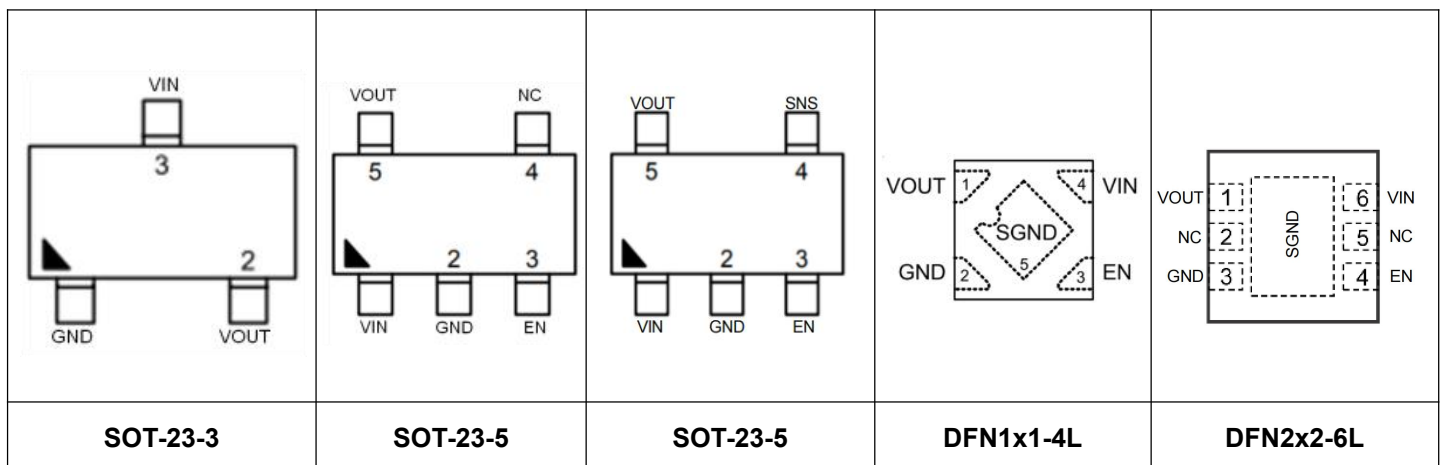 VIN
3
2
GND
VOUT
SOT-23-3
VOUT NC
5 4
2 3
VIN GND EN
SOT-23-5
VOUT SNS
5 4
2 3
VIN GND EN
SOT-23-5
VOUT 1 4 VIN
SGND
GND 2 5 3 EN
DFN1x1-4L
VOUT 1 6 VIN
NC 2 SGND 5 NC
GND 3 4 EN
DFN2x2-6L